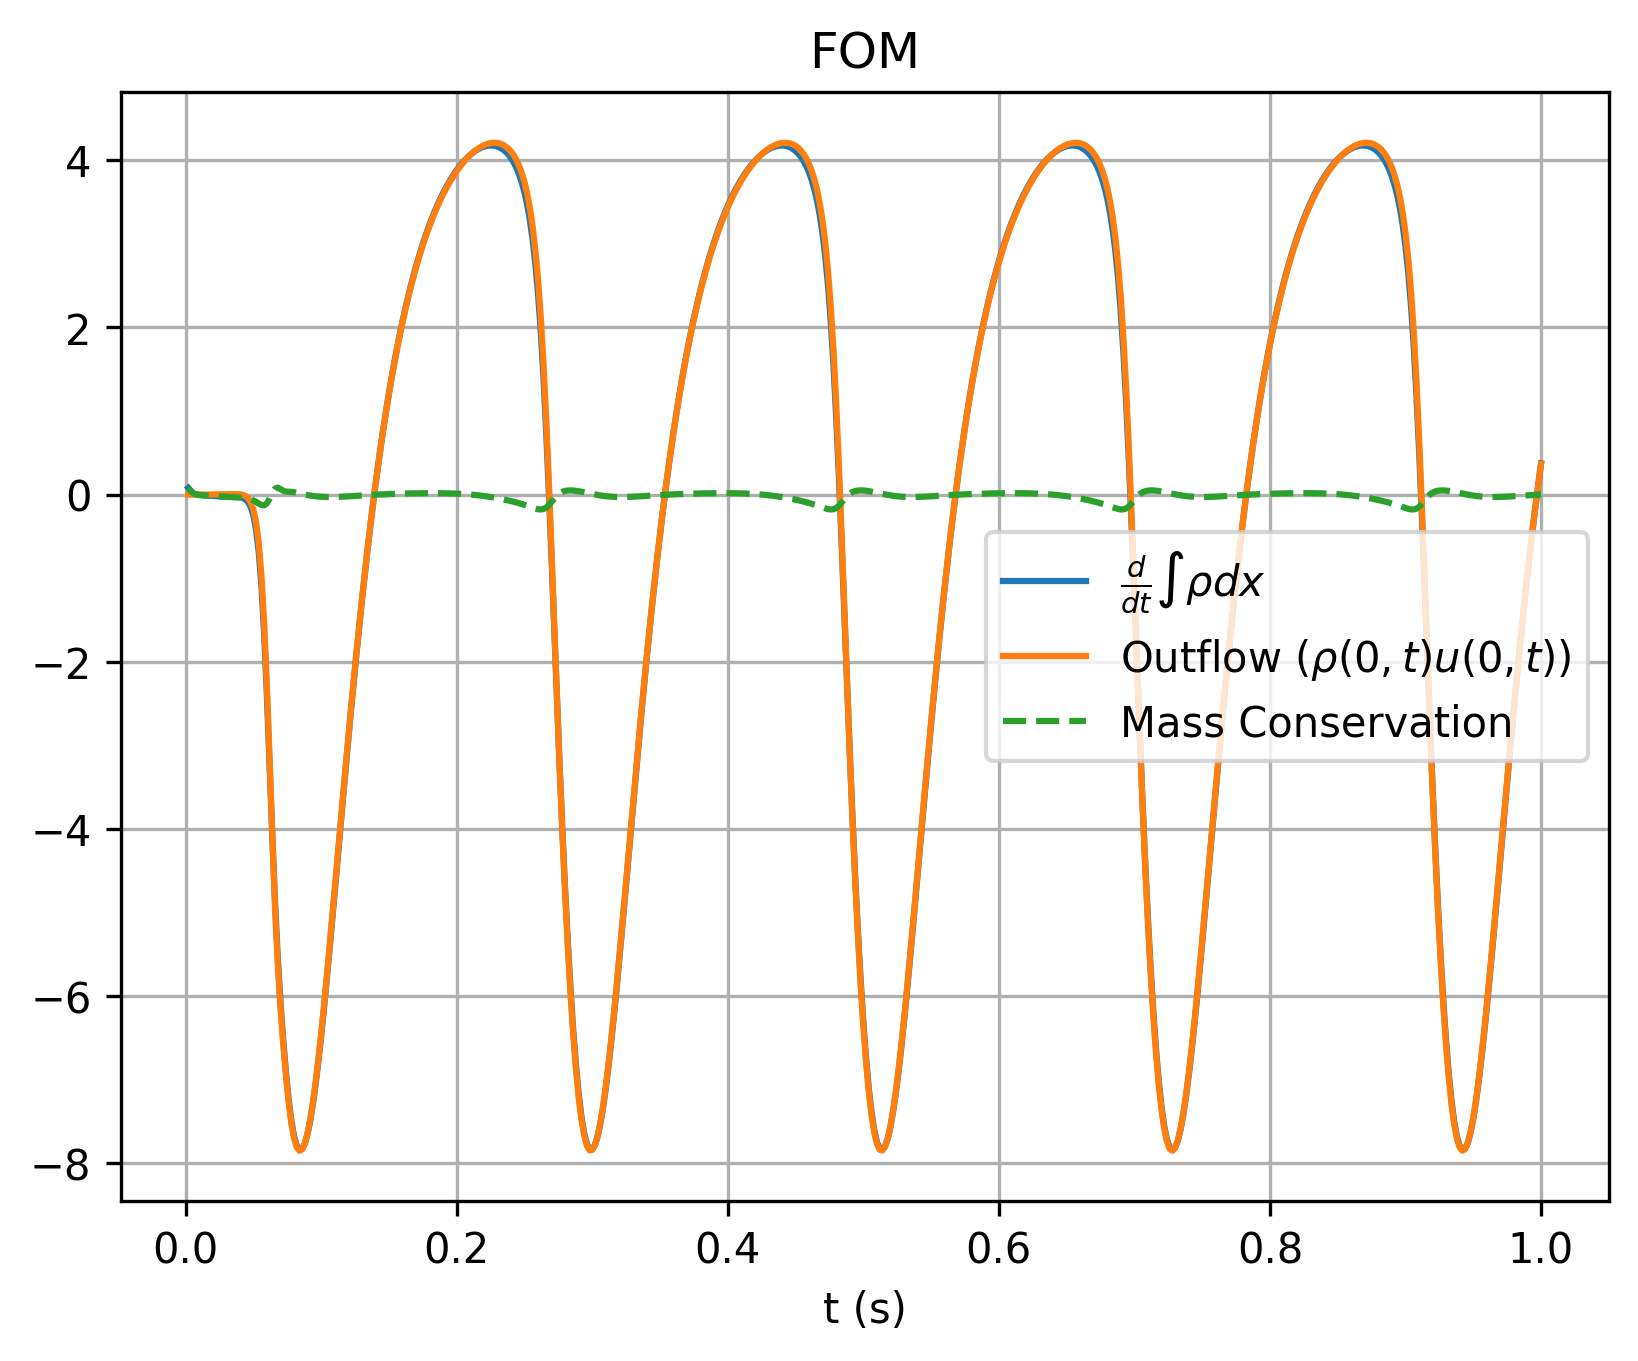 FOM
4
2
0
−2
−4
−6
−8
d/dt ∫ρdx
Outflow (ρ(0, t)u(0, t))
Mass Conservation
0.0 0.2 0.4 0.6 0.8 1.0
t (s)